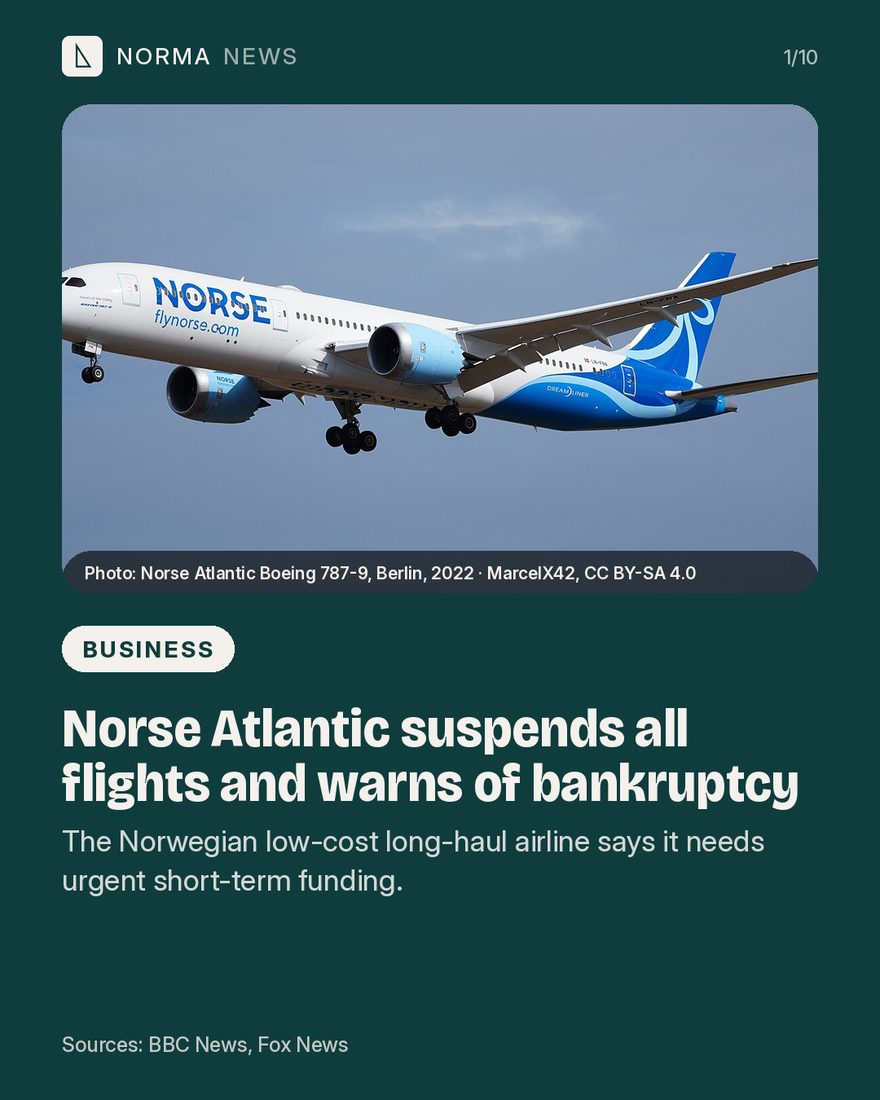 NORMA NEWS
1/10
NORSE
flynorse.com
NORSE
DREAMLINER
Photo: Norse Atlantic Boeing 787-9, Berlin, 2022 · MarcelX42, CC BY-SA 4.0
BUSINESS
Norse Atlantic suspends all
flights and warns of bankruptcy
The Norwegian low-cost long-haul airline says it needs
urgent short-term funding.
Sources: BBC News, Fox News